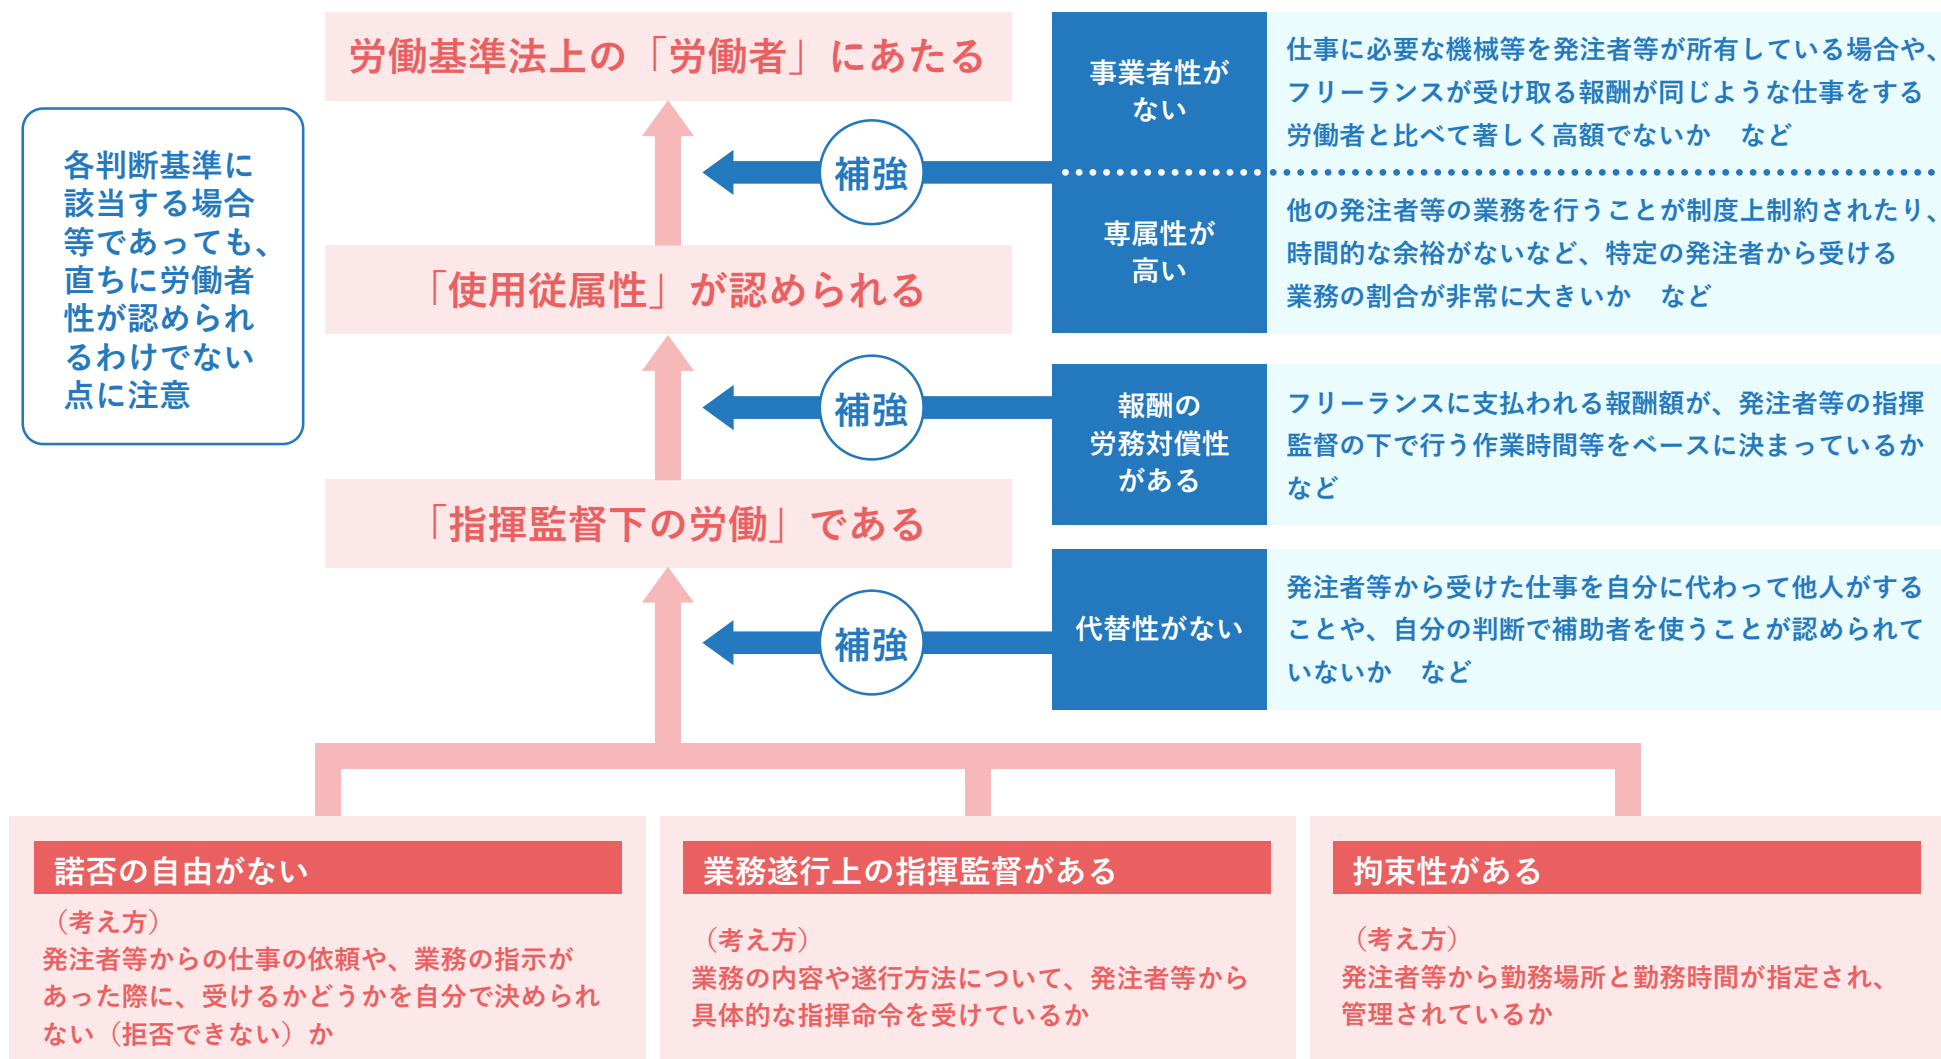 労働基準法上の「労働者」にあたる
各判断基準に
該当する場合
等であっても、
直ちに労働者
性が認められ
るわけでない
点に注意
補強
事業者性が
ない
仕事に必要な機械等を発注者等が所有している場合や、
フリーランスが受け取る報酬が同じような仕事をする
労働者と比べて著しく高額でないか　など
専属性が
高い
他の発注者等の業務を行うことが制度上制約されたり、
時間的な余裕がないなど、特定の発注者から受ける
業務の割合が非常に大きいか　など
「使用従属性」が認められる
補強
報酬の
労務対償性
がある
フリーランスに支払われる報酬額が、発注者等の指揮
監督の下で行う作業時間等をベースに決まっているか
など
「指揮監督下の労働」である
補強
代替性がない
発注者等から受けた仕事を自分に代わって他人がする
ことや、自分の判断で補助者を使うことが認められて
いないか　など
諾否の自由がない
（考え方）
発注者等からの仕事の依頼や、業務の指示が
あった際に、受けるかどうかを自分で決められ
ない（拒否できない）か
業務遂行上の指揮監督がある
（考え方）
業務の内容や遂行方法について、発注者等から
具体的な指揮命令を受けているか
拘束性がある
（考え方）
発注者等から勤務場所と勤務時間が指定され、
管理されているか